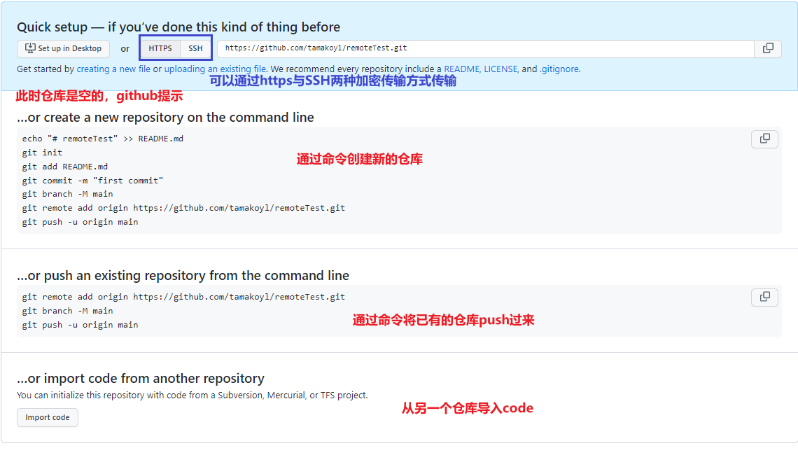 Quick setup — if you've done this kind of thing before
Set up in Desktop or HTTPS SSH https://github.com/tamakoyl/remoteTest.git
Get started by creating a new file or uploading an existing file. We recommend every repository include a README, LICENSE, and .gitignore.
可以通过https与SSH两种加密传输方式传输
此时仓库是空的，github提示
...or create a new repository on the command line
echo "# remoteTest" >> README.md
git init
git add README.md
通过命令创建新的仓库
git commit -m "first commit"
git branch -M main
git remote add origin https://github.com/tamakoyl/remoteTest.git
git push -u origin main
...or push an existing repository from the command line
git remote add origin https://github.com/tamakoyl/remoteTest.git
git branch -M main
git push -u origin main
通过命令将已有的仓库push过来
...or import code from another repository
You can initialize this repository with code from a Subversion, Mercurial, or TFS project.
从另一个仓库导入code
Import code